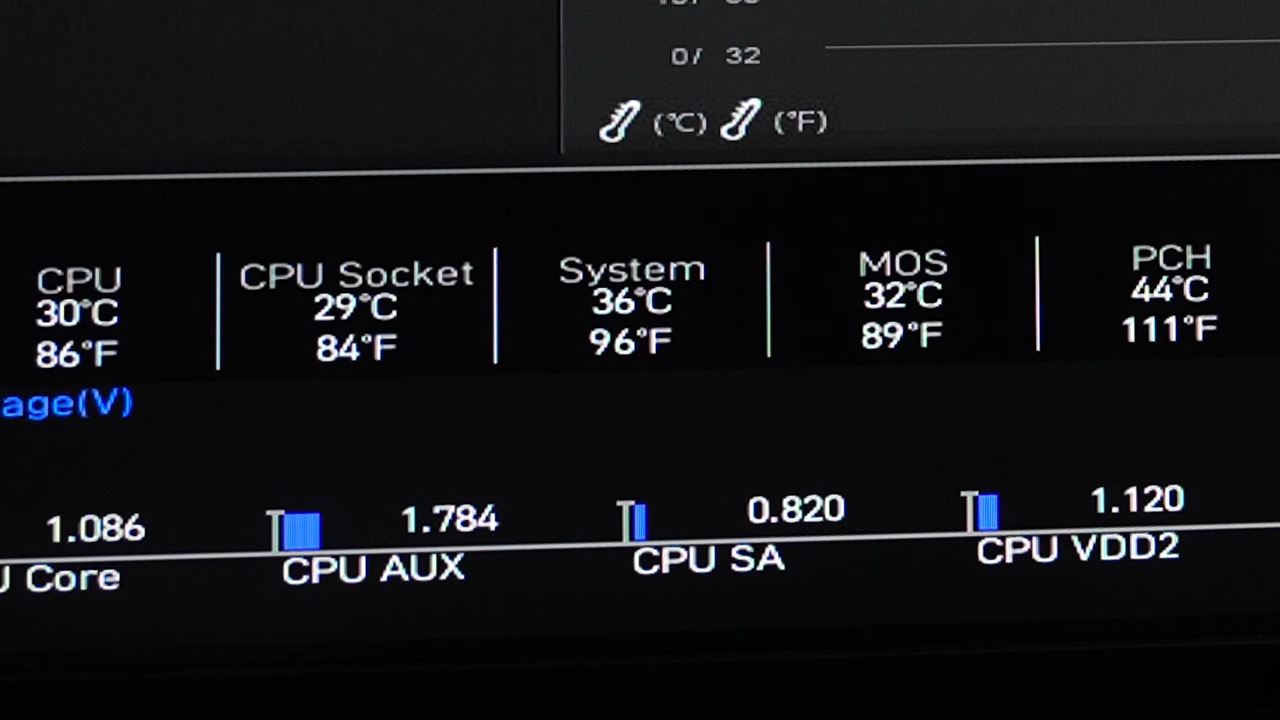 0/ 32
(°C) (°F)
CPU CPU Socket System MOS PCH
30°C 29°C 36°C 32°C 44°C
86°F 84°F 96°F 89°F 111°F
age(V)
1.086 1.784 0.820 1.120
U Core CPU AUX CPU SA CPU VDD2